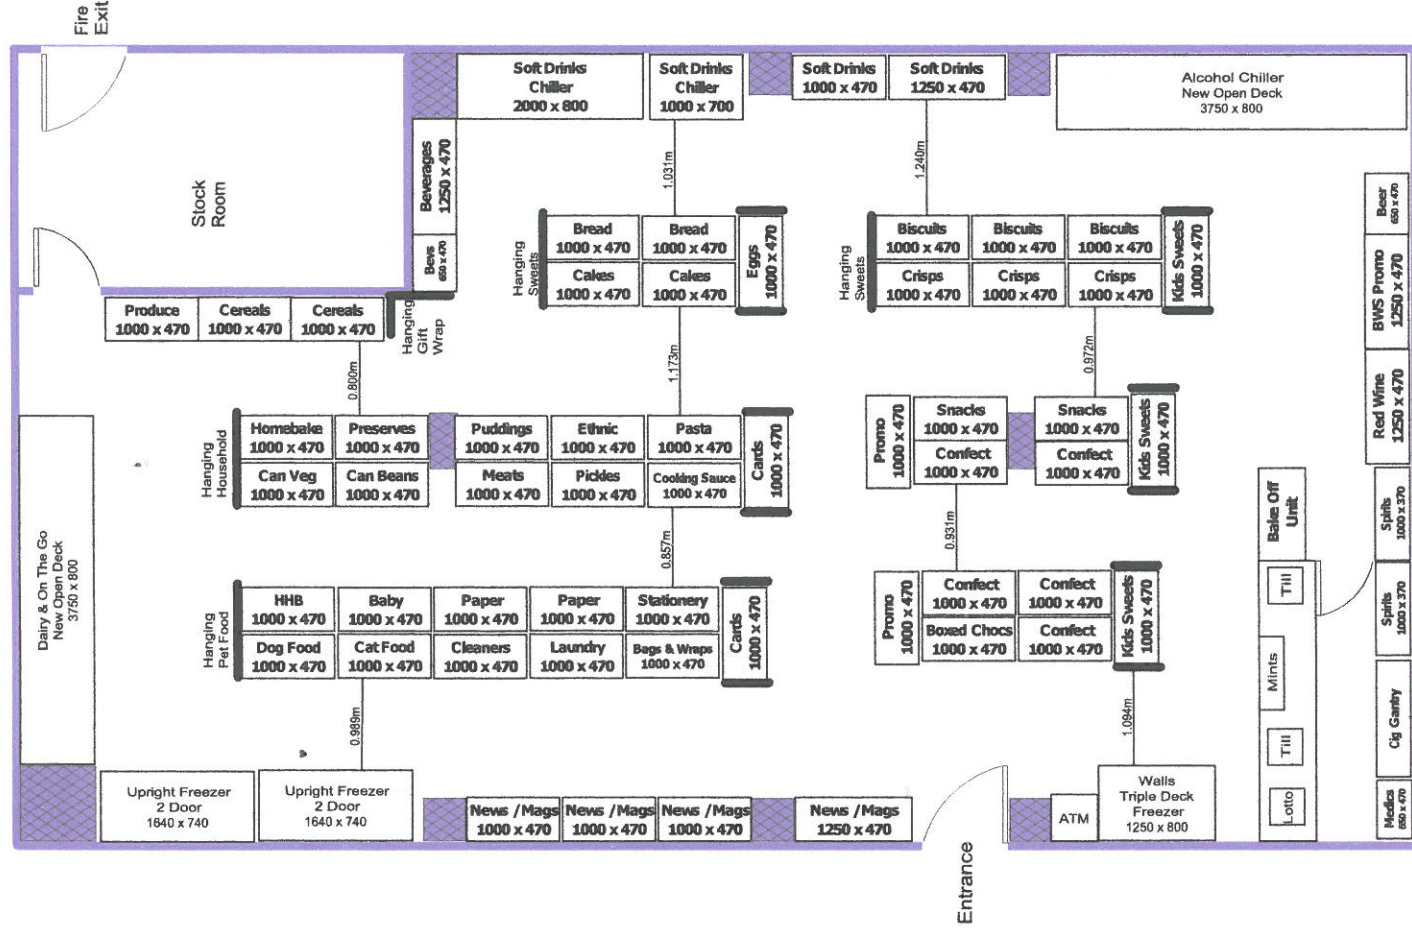 Fire
Exit
Soft Drinks
Chiller
2000 x 800
Soft Drinks
Chiller
1000 x 700
Soft Drinks
1000 x 470
Soft Drinks
1250 x 470
Alcohol Chiller
New Open Deck
3750 x 800
Stock
Room
Beverages
1250 x 470
Bevs
650 x 470
1.031m
1.240m
Hanging
Sweets
Bread
1000 x 470
Bread
1000 x 470
Cakes
1000 x 470
Cakes
1000 x 470
Eggs
1000 x 470
Hanging
Sweets
Biscuits
1000 x 470
Biscuits
1000 x 470
Biscuits
1000 x 470
Crisps
1000 x 470
Crisps
1000 x 470
Crisps
1000 x 470
Kids Sweets
1000 x 470
Beer
650 x 470
BWS Promo
1250 x 470
Red Wine
1250 x 470
Produce
1000 x 470
Cereals
1000 x 470
Cereals
1000 x 470
Hanging
Gift
Wrap
0.800m
1.173m
0.972m
Hanging
Household
Homebake
1000 x 470
Preserves
1000 x 470
Puddings
1000 x 470
Ethnic
1000 x 470
Pasta
1000 x 470
Can Veg
1000 x 470
Can Beans
1000 x 470
Meats
1000 x 470
Pickles
1000 x 470
Cooking Sauce
1000 x 470
Cards
1000 x 470
Promo
1000 x 470
Snacks
1000 x 470
Confect
1000 x 470
Snacks
1000 x 470
Confect
1000 x 470
Kids Sweets
1000 x 470
Dairy & On The Go
New Open Deck
3750 x 800
0.857m
0.931m
Bake Off
Unit
Spirits
1000 x 370
Spirits
1000 x 370
Hanging
Pet Food
HHB
1000 x 470
Baby
1000 x 470
Paper
1000 x 470
Paper
1000 x 470
Stationery
1000 x 470
Dog Food
1000 x 470
Cat Food
1000 x 470
Cleaners
1000 x 470
Laundry
1000 x 470
Bags & Wraps
1000 x 470
Cards
1000 x 470
Promo
1000 x 470
Confect
1000 x 470
Confect
1000 x 470
Boxed Chocs
1000 x 470
Confect
1000 x 470
Kids Sweets
1000 x 470
Till
Mints
Till
Lotto
Cig Gantry
Medics
650 x 470
0.989m
1.094m
Upright Freezer
2 Door
1640 x 740
Upright Freezer
2 Door
1640 x 740
News /Mags
1000 x 470
News /Mags
1000 x 470
News /Mags
1000 x 470
News /Mags
1250 x 470
ATM
Walls
Triple Deck
Freezer
1250 x 800
Entrance